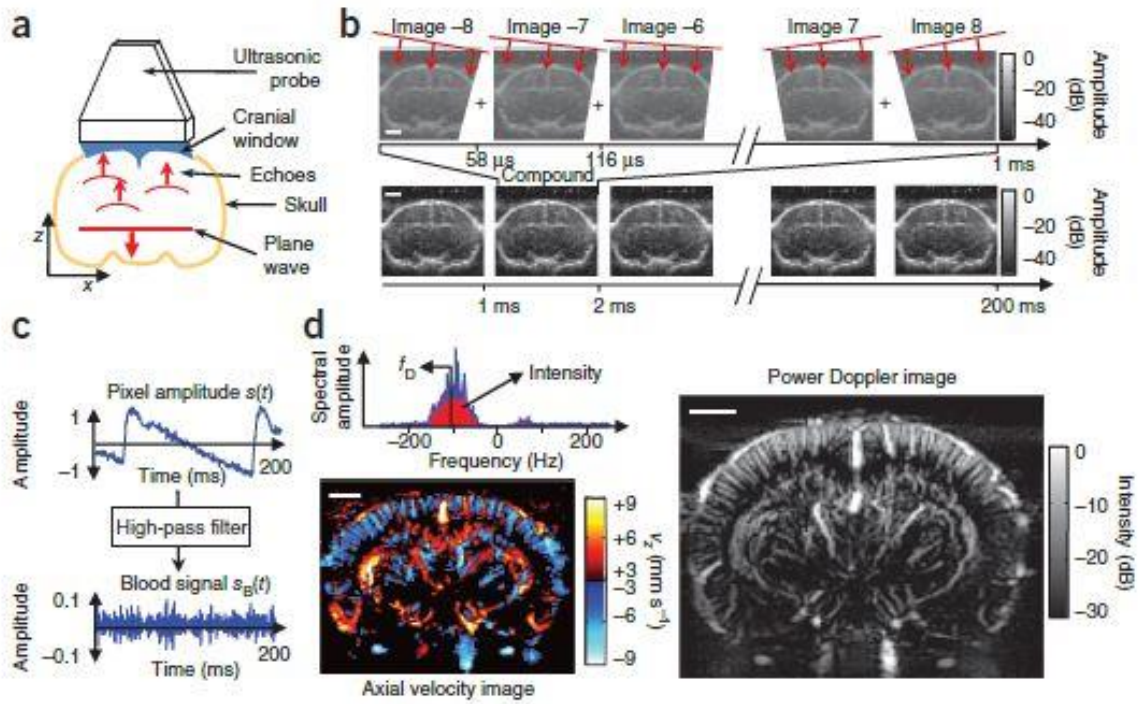 a
Ultrasonic
probe
Cranial
window
Echoes
Skull
Plane
wave
z
x
b
Image –8
Image –7
Image –6
Image 7
Image 8
+
+
+
0
–20
–40
Amplitude
(dB)
58 µs
116 µs
1 ms
Compound
0
–20
–40
Amplitude
(dB)
1 ms
2 ms
200 ms
c
Pixel amplitude s(t)
Amplitude
1
–1
Time (ms)
200
High-pass filter
Blood signal sB(t)
Amplitude
0.1
–0.1
Time (ms)
200
d
Spectral
amplitude
fD
Intensity
–200
0
200
Frequency (Hz)
+9
+6
+3
–3
–6
–9
vz (mm s–1)
Axial velocity image
Power Doppler image
0
–10
–20
–30
Intensity (dB)